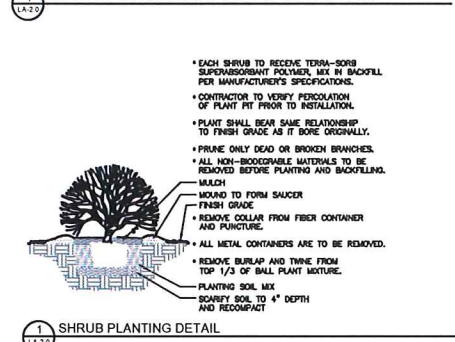 LA-2.0
• EACH SHRUB TO RECEIVE TERRA-SORB
SUPERABSORBANT POLYMER, MIX IN BACKFILL
PER MANUFACTURER'S SPECIFICATIONS.
• CONTRACTOR TO VERIFY PERCOLATION
OF PLANT PIT PRIOR TO INSTALLATION.
• PLANT SHALL BEAR SAME RELATIONSHIP
TO FINISH GRADE AS IT BORE ORIGINALLY.
• PRUNE ONLY DEAD OR BROKEN BRANCHES.
• ALL NON-BIODEGRABLE MATERIALS TO BE
REMOVED BEFORE PLANTING AND BACKFILLING.
MULCH
MOUND TO FORM SAUCER
FINISH GRADE
• REMOVE COLLAR FROM FIBER CONTAINER
AND PUNCTURE.
• ALL METAL CONTAINERS ARE TO BE REMOVED.
• REMOVE BURLAP AND TWINE FROM
TOP 1/3 OF BALL PLANT MIXTURE.
PLANTING SOIL MIX
SCARIFY SOIL TO 4" DEPTH
AND RECOMPACT
1 SHRUB PLANTING DETAIL
LA-2.0